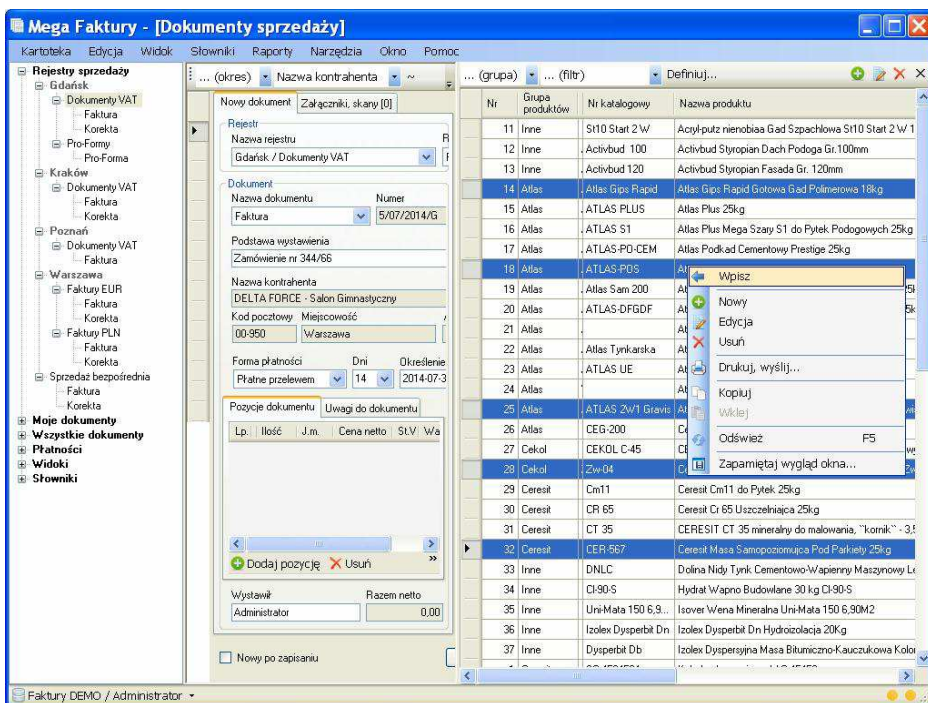 Mega Faktury - [Dokumenty sprzedaży]
Kartoteka Edycja Widok Słowniki Raporty Narzędzia Okno Pomoc
Rejestry sprzedaży
Gdańsk
Dokumenty VAT
Faktura
Korekta
Pro-Formy
Pro-Forma
Kraków
Dokumenty VAT
Faktura
Korekta
Poznań
Dokumenty VAT
Faktura
Warszawa
Faktury EUR
Faktura
Korekta
Faktury PLN
Faktura
Korekta
Sprzedaż bezpośrednia
Faktura
Korekta
Moje dokumenty
Wszystkie dokumenty
Płatności
Widoki
Słowniki
... (okres) Nazwa kontrahenta ~
Nowy dokument Załączniki, skany [0]
Rejestr
Nazwa rejestru
Gdańsk / Dokumenty VAT
Dokument
Nazwa dokumentu Numer
Faktura 5/07/2014/G
Podstawa wystawienia
Zamówienie nr 344/66
Nazwa kontrahenta
DELTA FORCE - Salon Gimnastyczny
Kod pocztowy Miejscowość
00-950 Warszawa
Forma płatności Dni Określenie
Płatne przelewem 14 2014-07-3
Pozycje dokumentu Uwagi do dokumentu
Lp. Ilość J.m. Cena netto St.V Wa
Dodaj pozycję Usuń
Wystawił Razem netto
Administrator 0,00
Nowy po zapisaniu
... (grupa) ... (filtr) Definiuj...
Nr Grupa produktów Nr katalogowy Nazwa produktu
11 Inne St10 Start 2 W Acryl-putz nienobiaa Gad Szpachlowa St10 Start 2 W 1
12 Inne Activbud 100 Activbud Styropian Dach Podoga Gr.100mm
13 Inne Activbud 120 Activbud Styropian Fasada Gr. 120mm
14 Atlas Atlas Gips Rapid Atlas Gips Rapid Gotowa Gad Polimerowa 18kg
15 Atlas ATLAS PLUS Atlas Plus 25kg
16 Atlas ATLAS S1 Atlas Plus Mega Szary S1 do Pytek Podogowych 25kg
17 Atlas ATLAS-PO-CEM Atlas Podkad Cementowy Prestige 25kg
18 Atlas ATLAS-POS
19 Atlas Atlas Sam 200
20 Atlas ATLAS-DFGDF
21 Atlas
22 Atlas Atlas Tynkarska
23 Atlas ATLAS UE
24 Atlas
25 Atlas ATLAS ZW1 Gravis
26 Atlas CEG-200
27 Cekol CEKOL C-45
28 Cekol Zw-04
29 Ceresit Cm11 Ceresit Cm11 do Pytek 25kg
30 Ceresit CR 65 Ceresit Cr 65 Uszczelniajca 25kg
31 Ceresit CT 35 CERESIT CT 35 mineralny do malowania, ``kornik`` - 3,5
32 Ceresit CER-567 Ceresit Masa Samopoziomujca Pod Parkiety 25kg
33 Inne DNLC Dolina Nidy Tynk Cementowo-Wapienny Maszynowy Le
34 Inne Cl-90-S Hydrat Wapno Budowlane 30 kg Cl-90-S
35 Inne Uni-Mata 150 6,9... Isover Wena Mineralna Uni-Mata 150 6,90M2
36 Inne Izolex Dysperbit Dn Izolex Dysperbit Dn Hydroizolacja 20Kg
37 Inne Dysperbit Db Izolex Dyspersyjna Masa Bitumiczno-Kauczukowa Kolor
Wpisz
Nowy
Edycja
Usuń
Drukuj, wyślij...
Kopiuj
Wklej
Odśwież F5
Zapamiętaj wygląd okna...
Faktury DEMO / Administrator